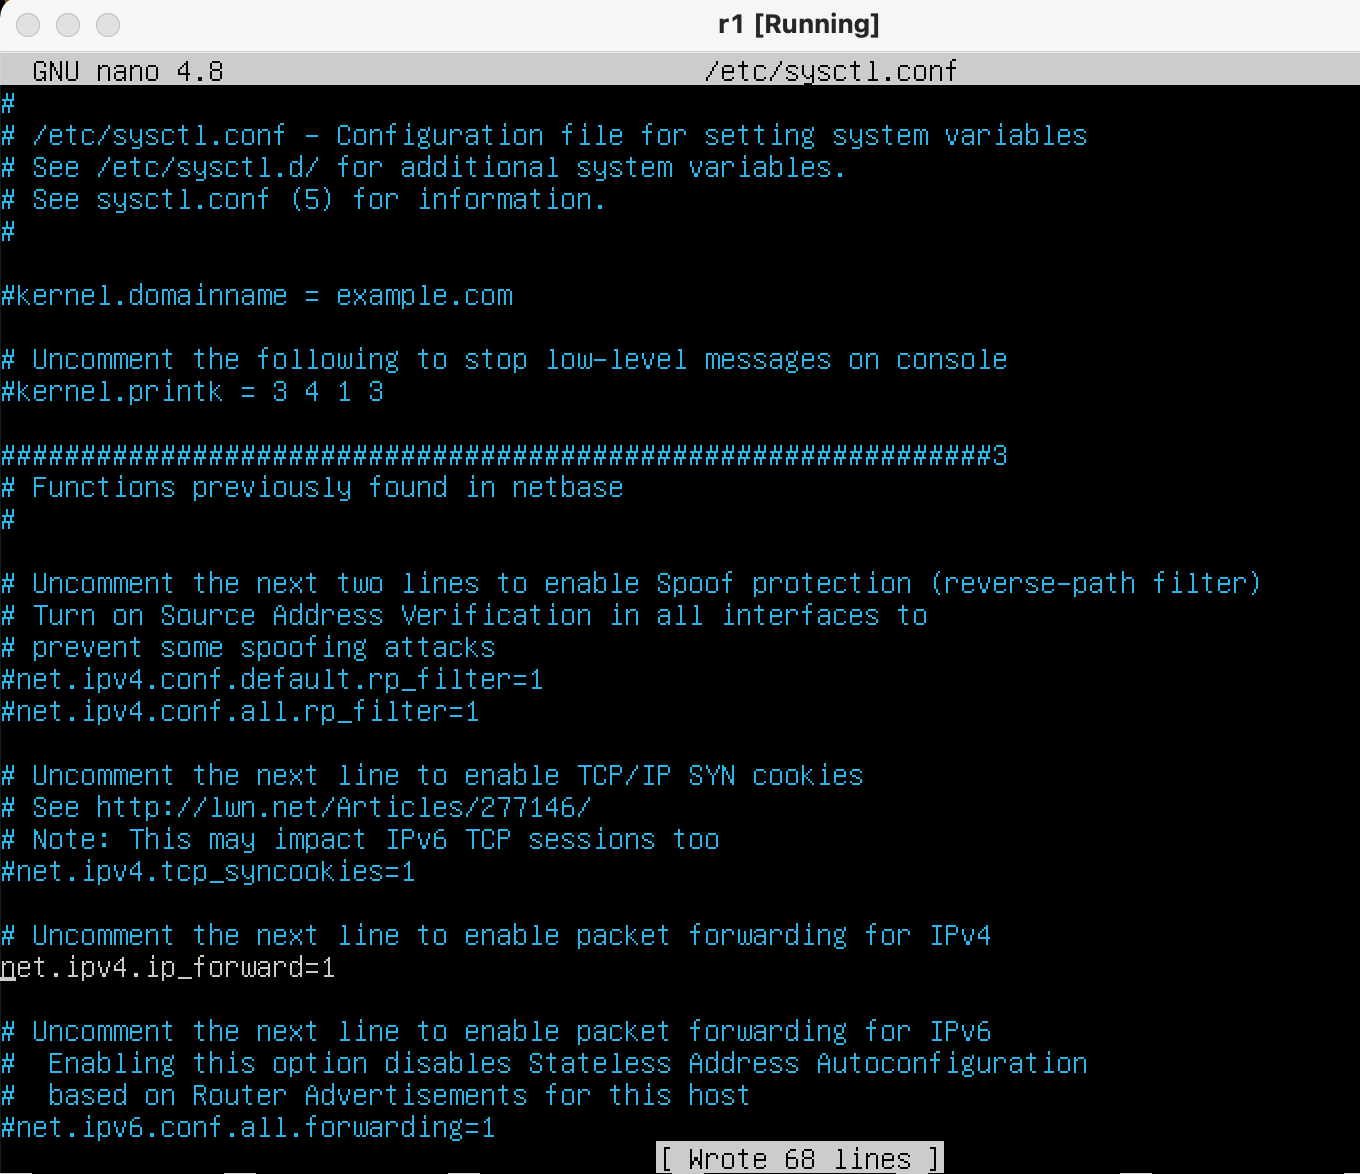 r1 [Running]
GNU nano 4.8 /etc/sysctl.conf
#
# /etc/sysctl.conf - Configuration file for setting system variables
# See /etc/sysctl.d/ for additional system variables.
# See sysctl.conf (5) for information.
#
#kernel.domainname = example.com
# Uncomment the following to stop low-level messages on console
#kernel.printk = 3 4 1 3
##############################################################3
# Functions previously found in netbase
#
# Uncomment the next two lines to enable Spoof protection (reverse-path filter)
# Turn on Source Address Verification in all interfaces to
# prevent some spoofing attacks
#net.ipv4.conf.default.rp_filter=1
#net.ipv4.conf.all.rp_filter=1
# Uncomment the next line to enable TCP/IP SYN cookies
# See http://lwn.net/Articles/277146/
# Note: This may impact IPv6 TCP sessions too
#net.ipv4.tcp_syncookies=1
# Uncomment the next line to enable packet forwarding for IPv4
net.ipv4.ip_forward=1
# Uncomment the next line to enable packet forwarding for IPv6
#  Enabling this option disables Stateless Address Autoconfiguration
#  based on Router Advertisements for this host
#net.ipv6.conf.all.forwarding=1
[ Wrote 68 lines ]